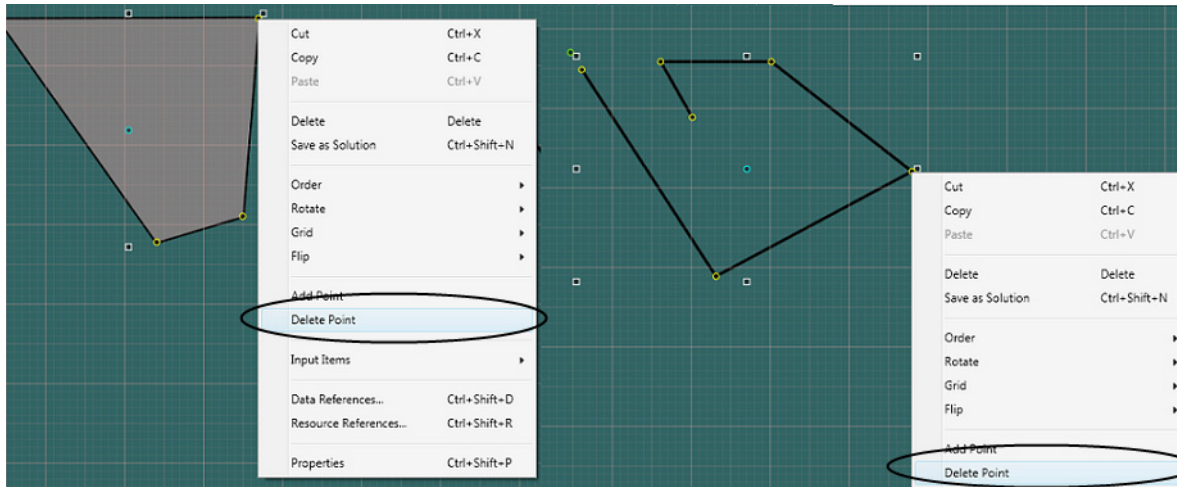 Cut Ctrl+X
Copy Ctrl+C
Paste Ctrl+V
Delete Delete
Save as Solution Ctrl+Shift+N
Order
Rotate
Grid
Flip
Add Point
Delete Point
Input Items
Data References... Ctrl+Shift+D
Resource References... Ctrl+Shift+R
Properties Ctrl+Shift+P
Cut Ctrl+X
Copy Ctrl+C
Paste Ctrl+V
Delete Delete
Save as Solution Ctrl+Shift+N
Order
Rotate
Grid
Flip
Add Point
Delete Point